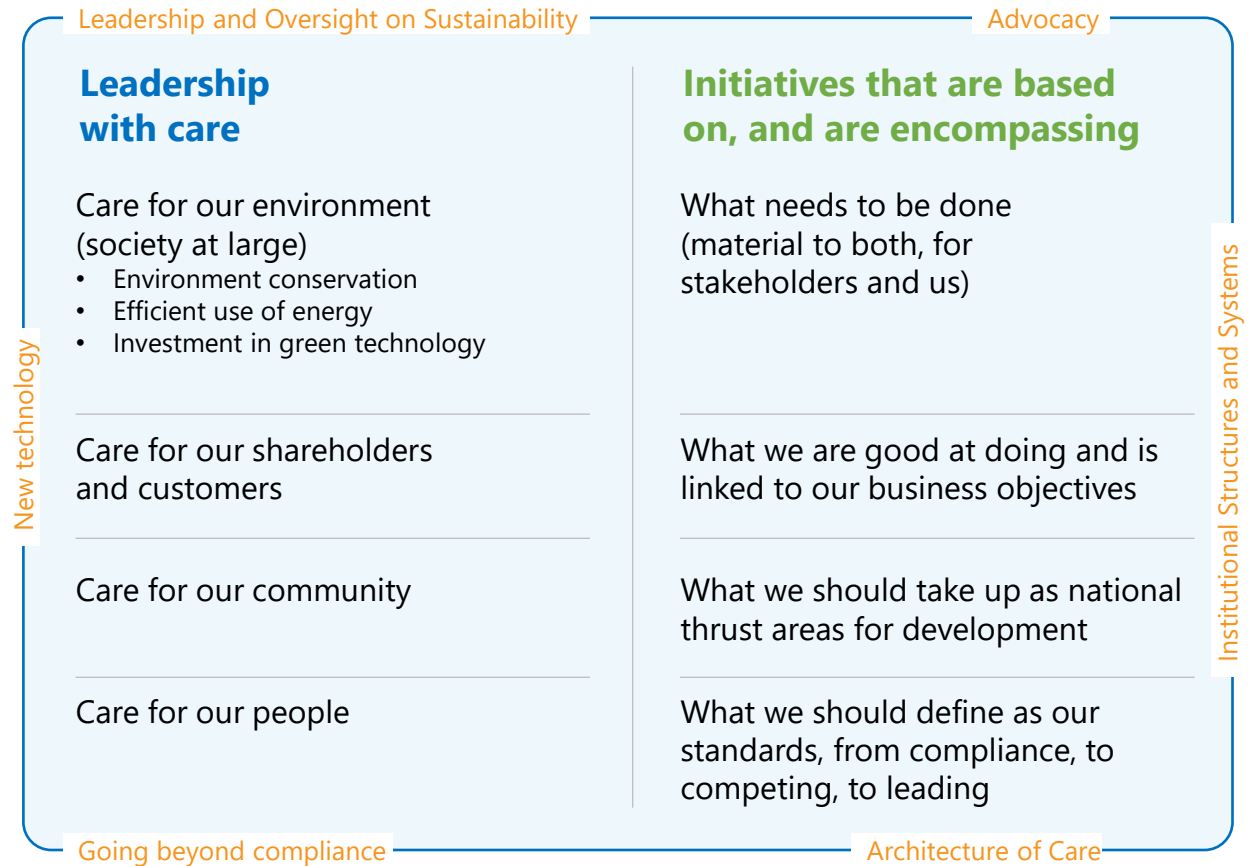 Leadership and Oversight on Sustainability
Advocacy
Leadership
with care
Initiatives that are based
on, and are encompassing
Care for our environment
(society at large)
• Environment conservation
• Efficient use of energy
• Investment in green technology
What needs to be done
(material to both, for
stakeholders and us)
Care for our shareholders
and customers
What we are good at doing and is
linked to our business objectives
Care for our community
What we should take up as national
thrust areas for development
Care for our people
What we should define as our
standards, from compliance, to
competing, to leading
New technology
Institutional Structures and Systems
Going beyond compliance
Architecture of Care